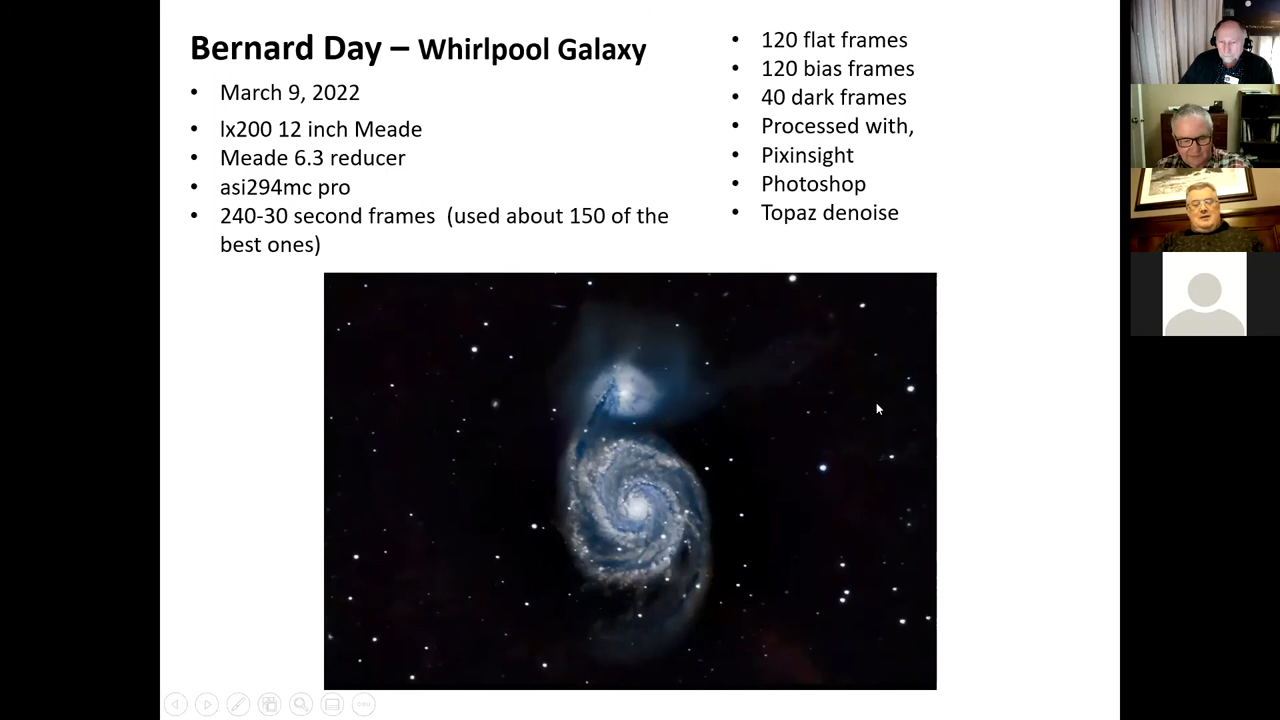 Bernard Day – Whirlpool Galaxy
• March 9, 2022
• lx200 12 inch Meade
• Meade 6.3 reducer
• asi294mc pro
• 240-30 second frames (used about 150 of the
best ones)
• 120 flat frames
• 120 bias frames
• 40 dark frames
• Processed with,
• Pixinsight
• Photoshop
• Topaz denoise